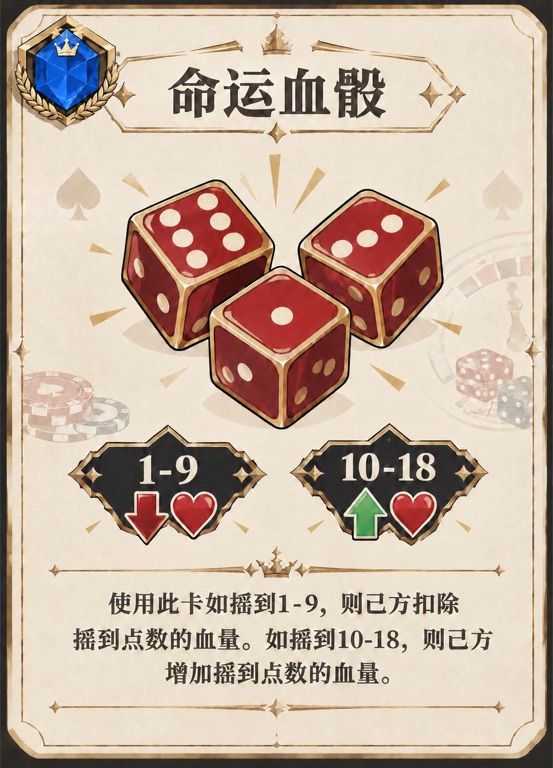 命运血骰
1-9
10-18
使用此卡如摇到1-9，则己方扣除
摇到点数的血量。如摇到10-18，则己方
增加摇到点数的血量。